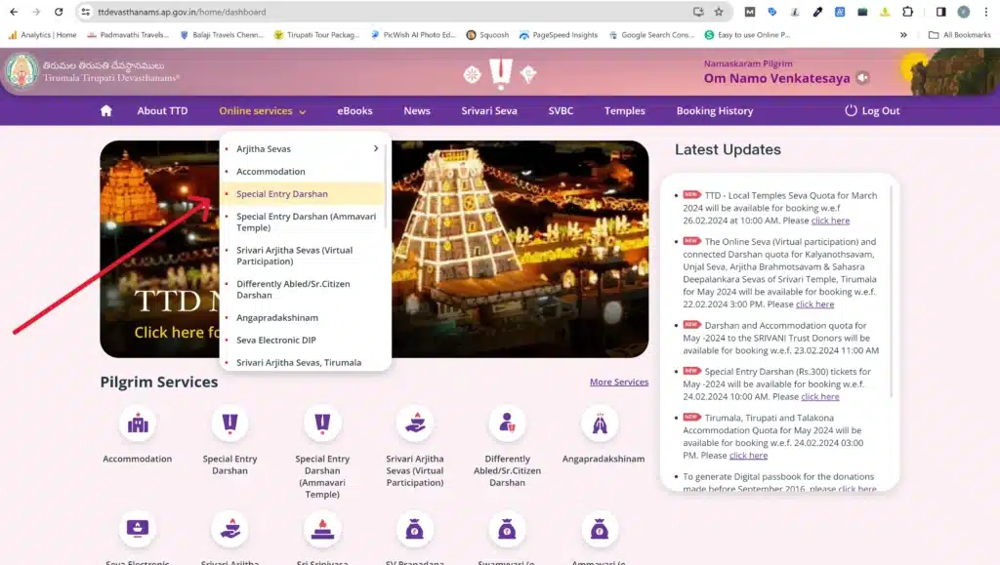 ttdevasthanams.ap.gov.in/home/dashboard
Analytics | Home
Padmavathi Travels...
Balaji Travels Chenn...
Tirupati Tour Packag...
PicWish AI Photo Ed...
Squoosh
PageSpeed Insights
Google Search Cons...
Easy to use Online P...
»
All Bookmarks
తిరుమల తిరుపతి దేవస్థానములు
Tirumala Tirupati Devasthanams
Namaskaram Pilgrim
Om Namo Venkatesaya
About TTD
Online services
eBooks
News
Srivari Seva
SVBC
Temples
Booking History
Log Out
Arjitha Sevas
Accommodation
Special Entry Darshan
Special Entry Darshan (Ammavari
Temple)
Srivari Arjitha Sevas (Virtual
Participation)
Differently Abled/Sr.Citizen
Darshan
Angapradakshinam
Seva Electronic DIP
Srivari Arjitha Sevas, Tirumala
TTD
Click here fo
Latest Updates
NEW TTD - Local Temples Seva Quota for March
2024 will be available for booking w.e.f
26.02.2024 at 10:00 AM. Please click here
NEW The Online Seva (Virtual participation) and
connected Darshan quota for Kalyanothsavam,
Unjal Seva, Arjitha Brahmotsavam & Sahasra
Deepalankara Sevas of Srivari Temple, Tirumala
for May 2024 will be available for booking w.e.f.
22.02.2024 3:00 PM. Please click here
NEW Darshan and Accommodation quota for
May -2024 to the SRIVANI Trust Donors will be
available for booking w.e.f. 23.02.2024 11:00 AM
NEW Special Entry Darshan (Rs.300) tickets for
May -2024 will be available for booking w.e.f.
24.02.2024 10:00 AM. Please click here
NEW Tirumala, Tirupati and Talakona
Accommodation Quota for May 2024 will be
available for booking w.e.f. 24.02.2024 03:00
PM. Please click here
To generate Digital passbook for the donations
made before September 2016, please click here
Pilgrim Services
More Services
Accommodation
Special Entry
Darshan
Special Entry
Darshan
(Ammavari
Temple)
Srivari Arjitha
Sevas (Virtual
Participation)
Differently
Abled/Sr.Citizen
Darshan
Angapradakshinam
Seva Electronic
Srivari Arjitha
Sri Srinivasa
SV Pranadana
Swamyvari (e
Ammavari (e